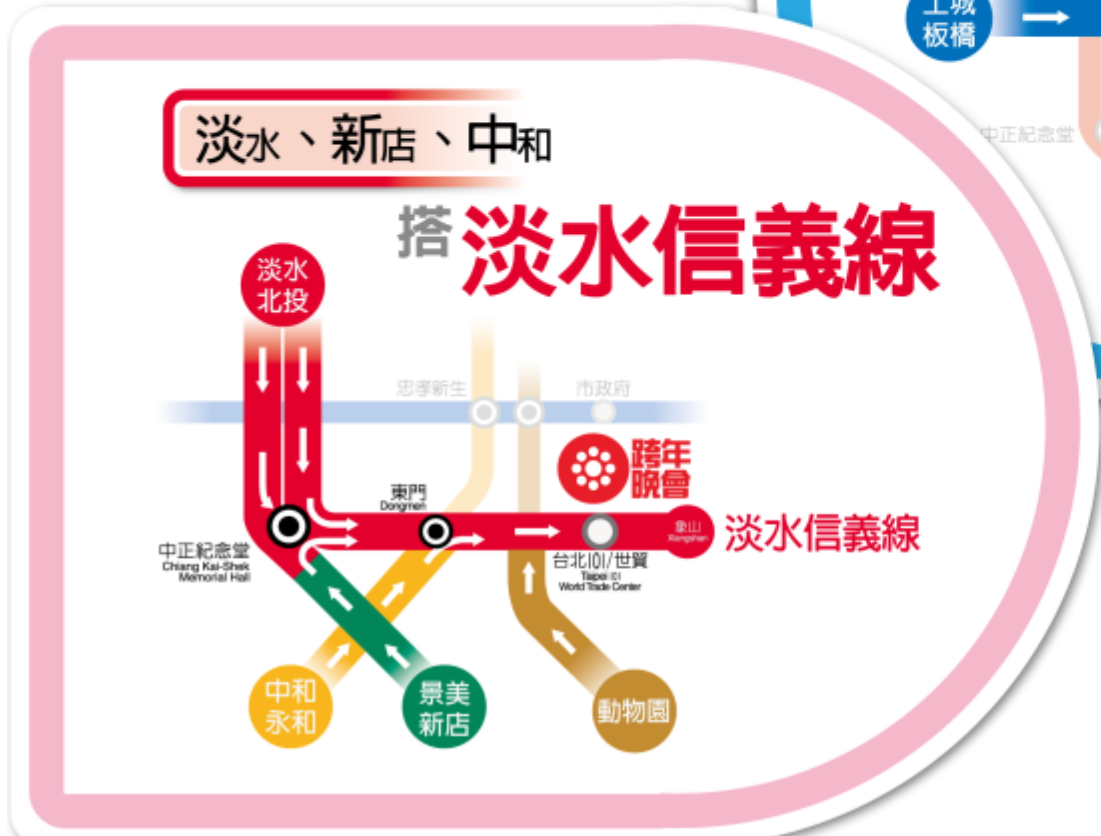 土城
板橋
中正紀念堂
淡水、新店、中和
搭 淡水信義線
淡水
北投
忠孝新生
市政府
跨年
晚會
東門
Dongmen
象山
Xiangshan
淡水信義線
中正紀念堂
Chiang Kai-Shek
Memorial Hall
台北101/世貿
Taipei 101
World Trade Center
中和
永和
景美
新店
動物園